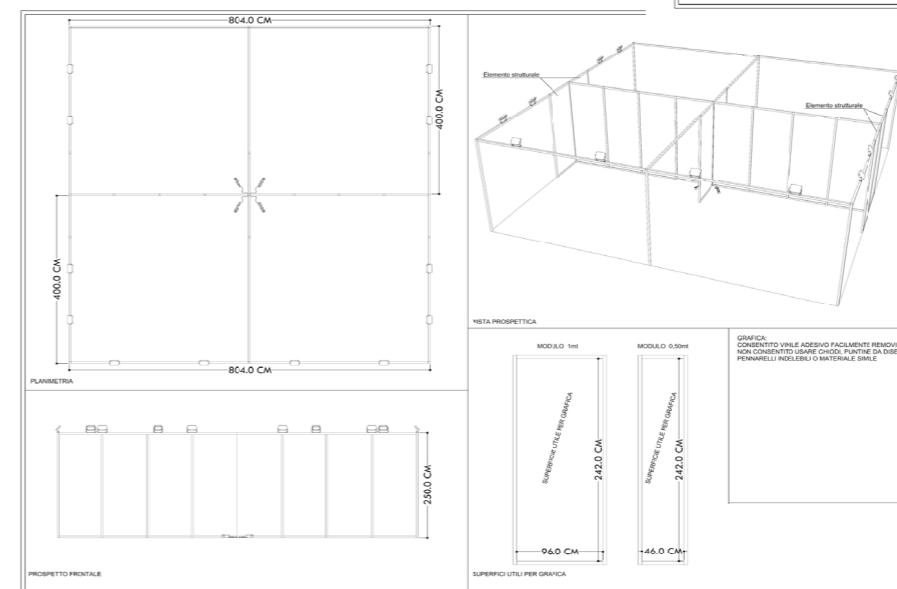 804.0 CM
400.0 CM
400.0 CM
804.0 CM
PLANIMETRIA
250.0 CM
PROSPETTO FRONTALE
Elemento strutturale
Elemento strutturale
VISTA PROSPETTICA
MODULO 1mt
SUPERFICIE UTILE PER GRAFICA
242.0 CM
96.0 CM
MODULO 0,50mt
SUPERFICIE UTILE PER GRAFICA
242.0 CM
46.0 CM
SUPERFICI UTILI PER GRAFICA
GRAFICA:
CONSENTITO VINILE ADESIVO FACILMENTE REMOVI
NON CONSENTITO USARE CHIODI, PUNTINE DA DISE
PENNARELLI INDELEBILI O MATERIALE SIMILE